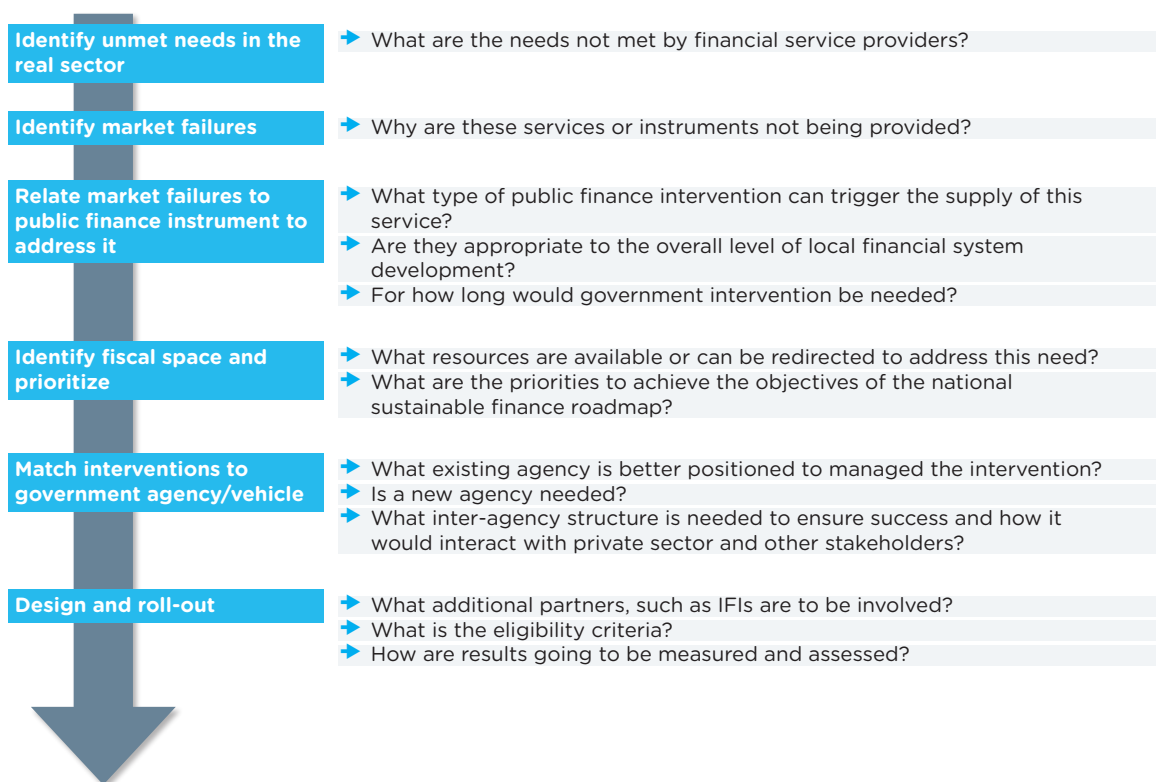 Identify unmet needs in the
real sector
What are the needs not met by financial service providers?
Identify market failures
Why are these services or instruments not being provided?
Relate market failures to
public finance instrument to
address it
What type of public finance intervention can trigger the supply of this
service?
Are they appropriate to the overall level of local financial system
development?
For how long would government intervention be needed?
Identify fiscal space and
prioritize
What resources are available or can be redirected to address this need?
What are the priorities to achieve the objectives of the national
sustainable finance roadmap?
Match interventions to
government agency/vehicle
What existing agency is better positioned to managed the intervention?
Is a new agency needed?
What inter-agency structure is needed to ensure success and how it
would interact with private sector and other stakeholders?
Design and roll-out
What additional partners, such as IFIs are to be involved?
What is the eligibility criteria?
How are results going to be measured and assessed?